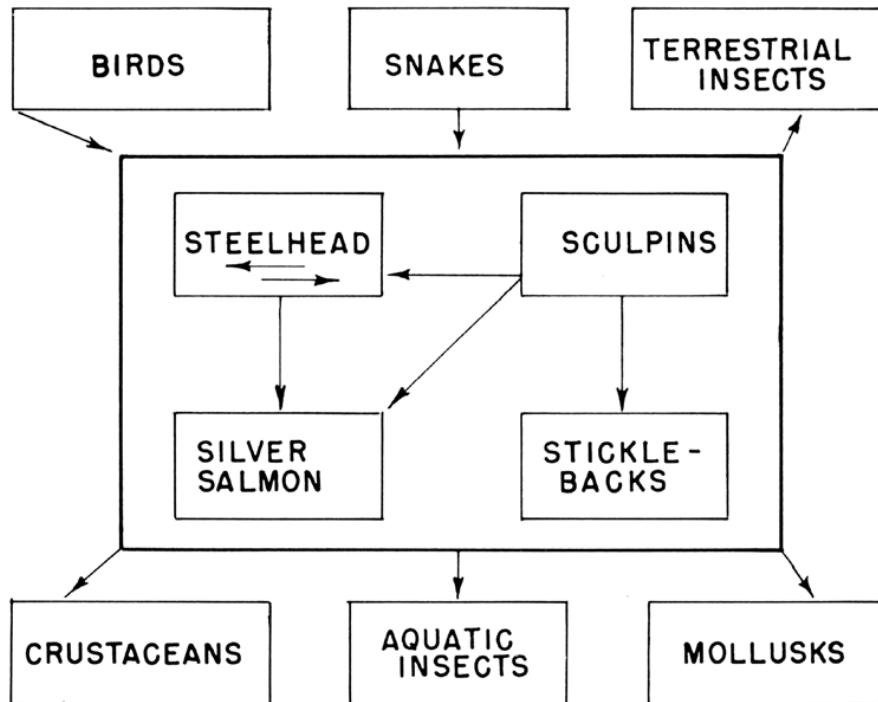 BIRDS
SNAKES
TERRESTRIAL
INSECTS
STEELHEAD
SCULPINS
SILVER
SALMON
STICKLE-
BACKS
CRUSTACEANS
AQUATIC
INSECTS
MOLLUSKS